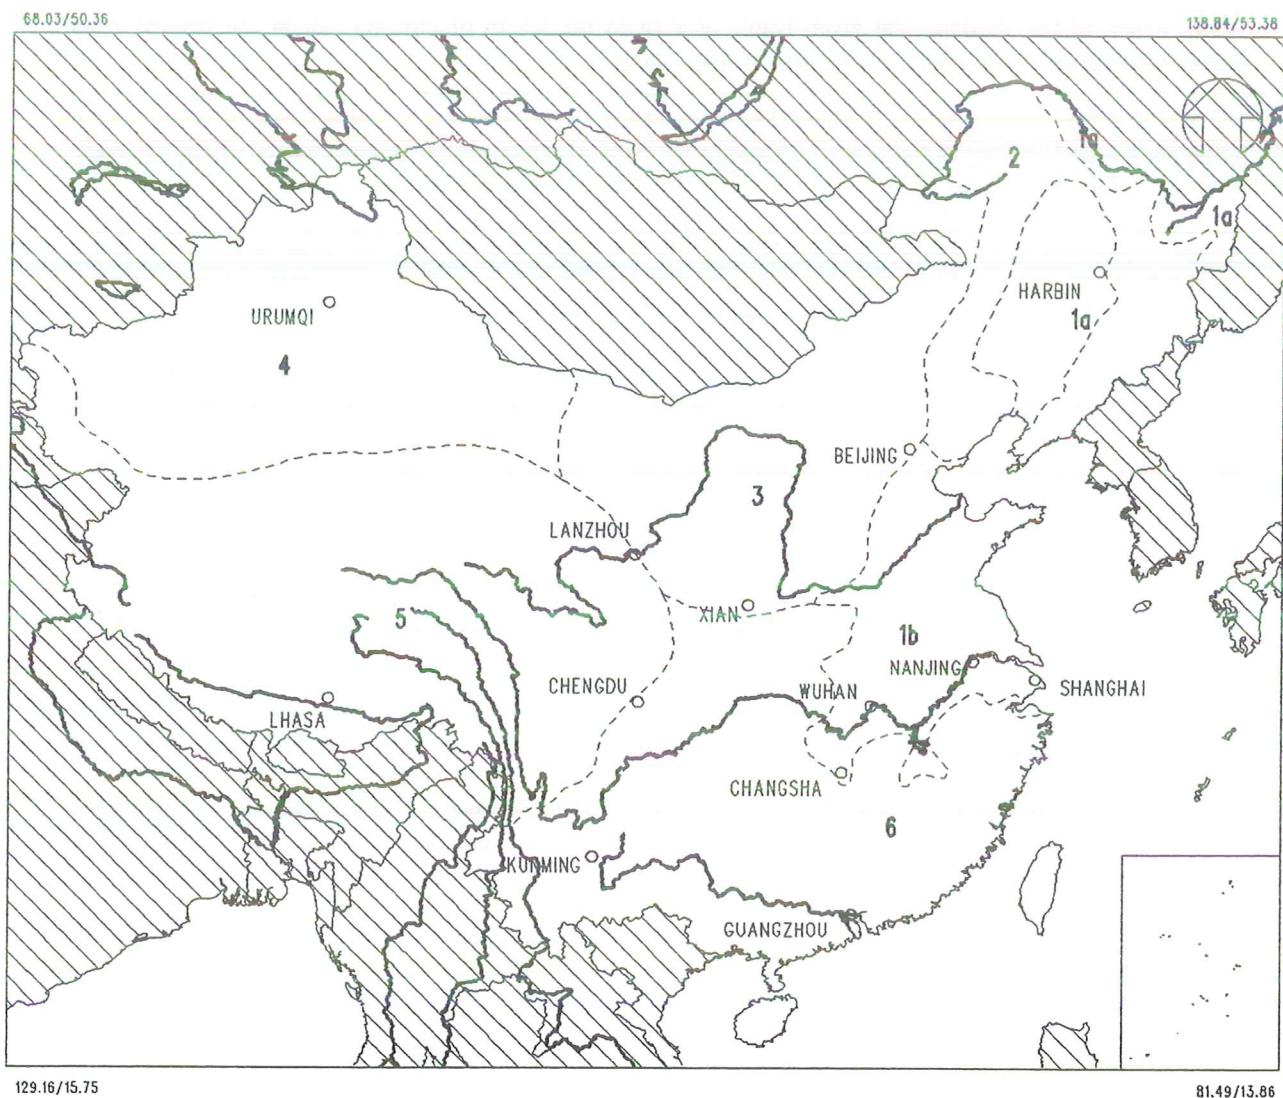 68.03/50.36
138.84/53.38
1a
2
1a
HARBIN
URUMQI
1a
4
BEIJING
3
LANZHOU
XIAN
5
1b
NANJING
CHENGDU
WUHAN
SHANGHAI
LHASA
CHANGSHA
6
KUNMING
GUANGZHOU
129.16/15.75
81.49/13.86